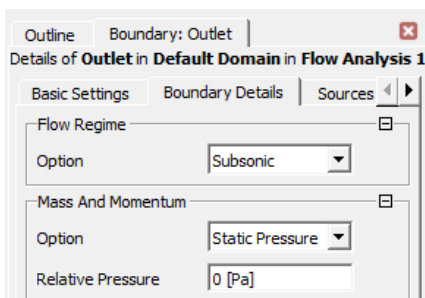 Outline Boundary: Outlet
Details of Outlet in Default Domain in Flow Analysis 1
Basic Settings Boundary Details Sources
Flow Regime
Option Subsonic
Mass And Momentum
Option Static Pressure
Relative Pressure 0 [Pa]